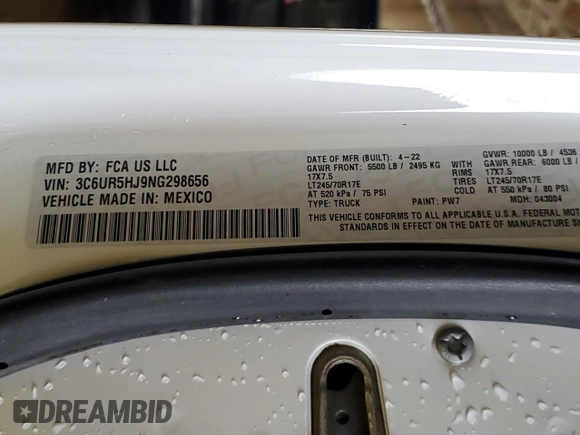 MFD BY: FCA US LLC
VIN: 3C6UR5HJ9NG298656
VEHICLE MADE IN: MEXICO
DATE OF MFR (BUILT): 4-22
GAWR FRONT: 5500 LB / 2495 KG
17X7.5
LT245/70R17E
AT 520 kPa / 75 PSI
TYPE: TRUCK
WITH
RIMS
TIRES
COLD
PAINT: PW7
GVWR: 10000 LB / 4536
GAWR REAR: 6000 LB /
17X7.5
LT245/70R17E
AT 550 kPa / 80 PSI
MDH: 043004
THIS VEHICLE CONFORMS TO ALL APPLICABLE U.S.A. FEDERAL MOT
STANDARDS IN EFFECT ON THE DATE OF MANUFACTURE SH
DREAMBID